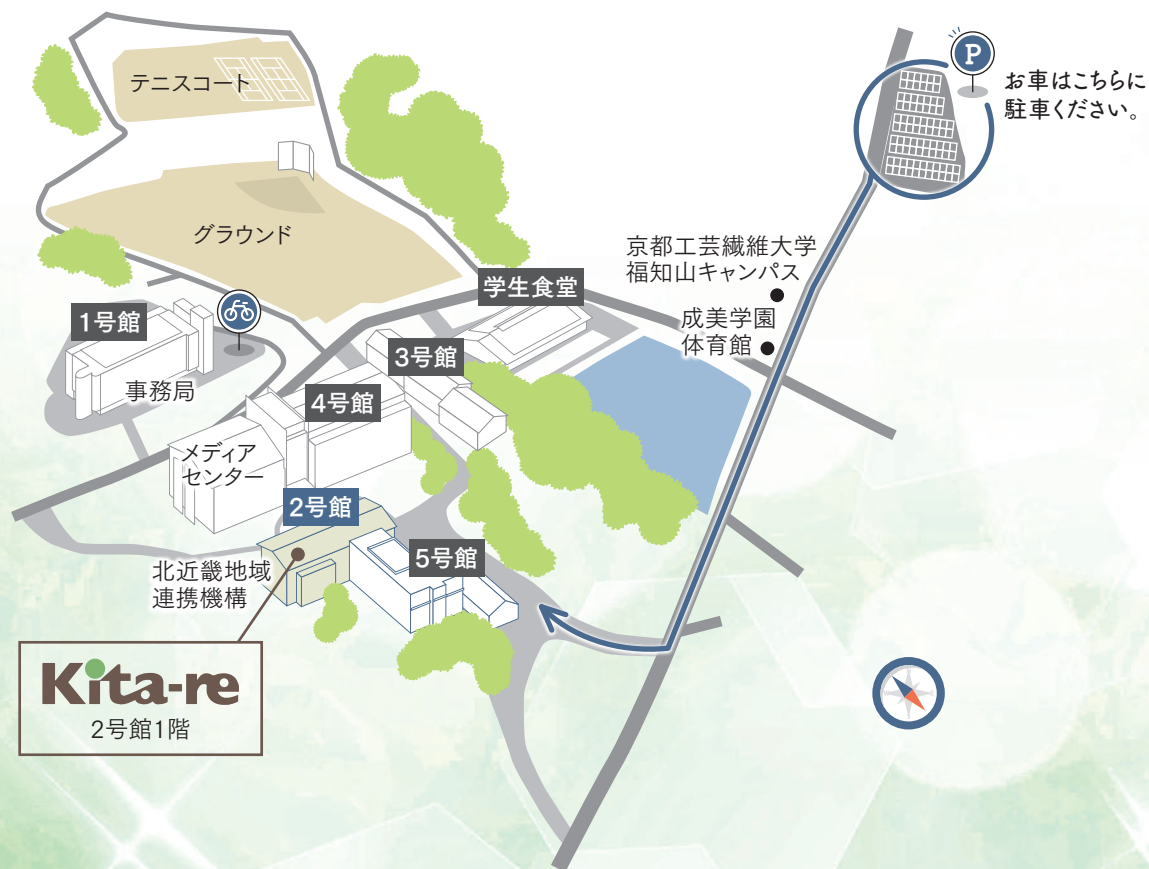 テニスコート
P
お車はこちらに
駐車ください。
グラウンド
京都工芸繊維大学
福知山キャンパス
学生食堂
1号館
成美学園
体育館
3号館
事務局
4号館
メディア
センター
2号館
5号館
北近畿地域
連携機構
Kita-re
2号館1階